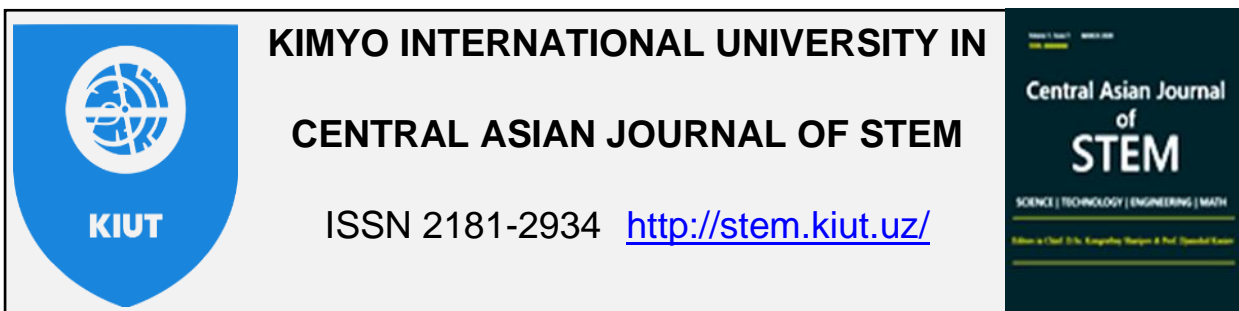 KIUT
KIMYO INTERNATIONAL UNIVERSITY IN
CENTRAL ASIAN JOURNAL OF STEM
ISSN 2181-2934 http://stem.kiut.uz/
Central Asian Journal
of
STEM
SCIENCE | TECHNOLOGY | ENGINEERING | MATH